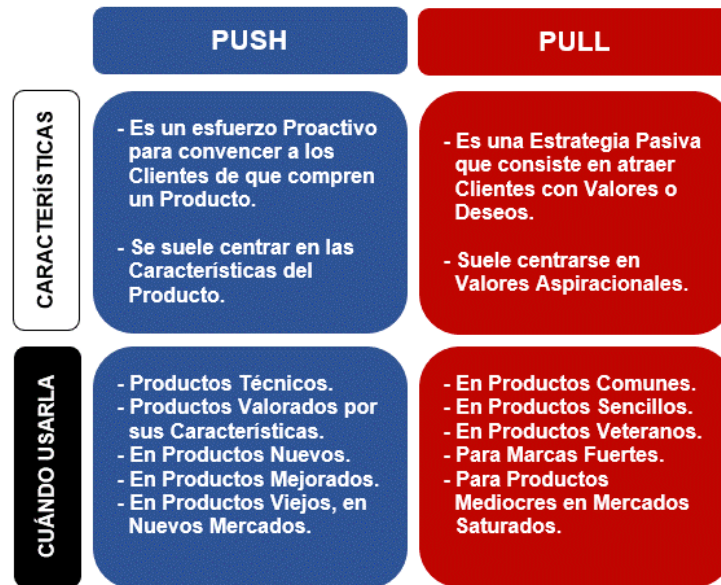 PUSH
PULL
CARACTERÍSTICAS
- Es un esfuerzo Proactivo
para convencer a los
Clientes de que compren
un Producto.
- Se suele centrar en las
Características del
Producto.
- Es una Estrategia Pasiva
que consiste en atraer
Clientes con Valores o
Deseos.
- Suele centrarse en
Valores Aspiracionales.
CUÁNDO USARLA
- Productos Técnicos.
- Productos Valorados por
sus Características.
- En Productos Nuevos.
- En Productos Mejorados.
- En Productos Viejos, en
Nuevos Mercados.
- En Productos Comunes.
- En Productos Sencillos.
- En Productos Veteranos.
- Para Marcas Fuertes.
- Para Productos
Mediocres en Mercados
Saturados.